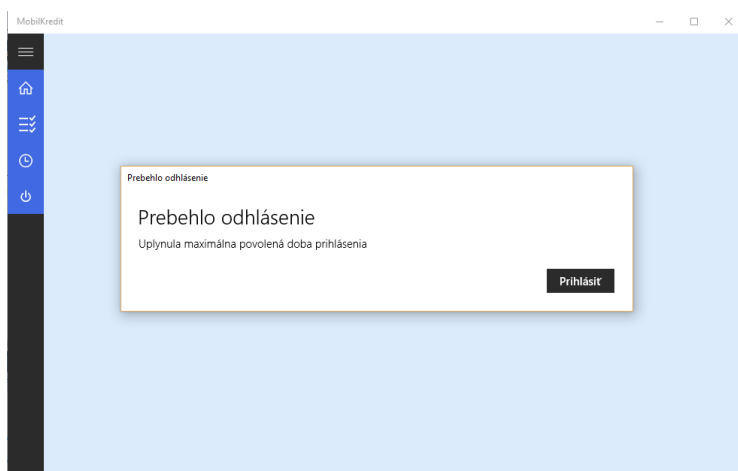 MobilKredit
Prebehlo odhlásenie
Prebehlo odhlásenie
Uplynula maximálna povolená doba prihlásenia
Prihlásiť